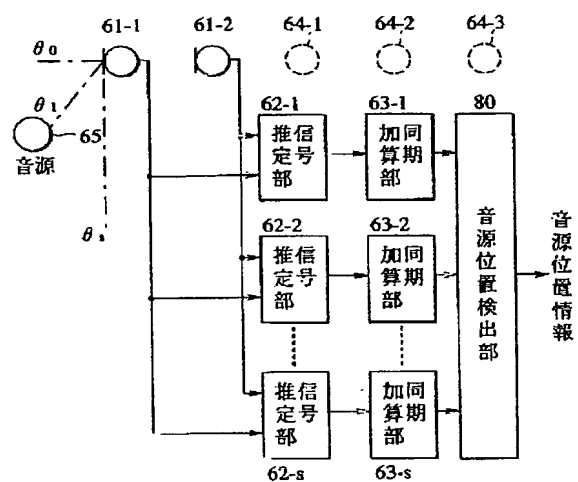 61-1
61-2
64-1
64-2
64-3
θ0
θ1
65
音源
θs
62-1
63-1
80
信号推定部
同期加算部
62-2
63-2
信号推定部
同期加算部
音源位置検出部
音源位置情報
信号推定部
同期加算部
62-s
63-s